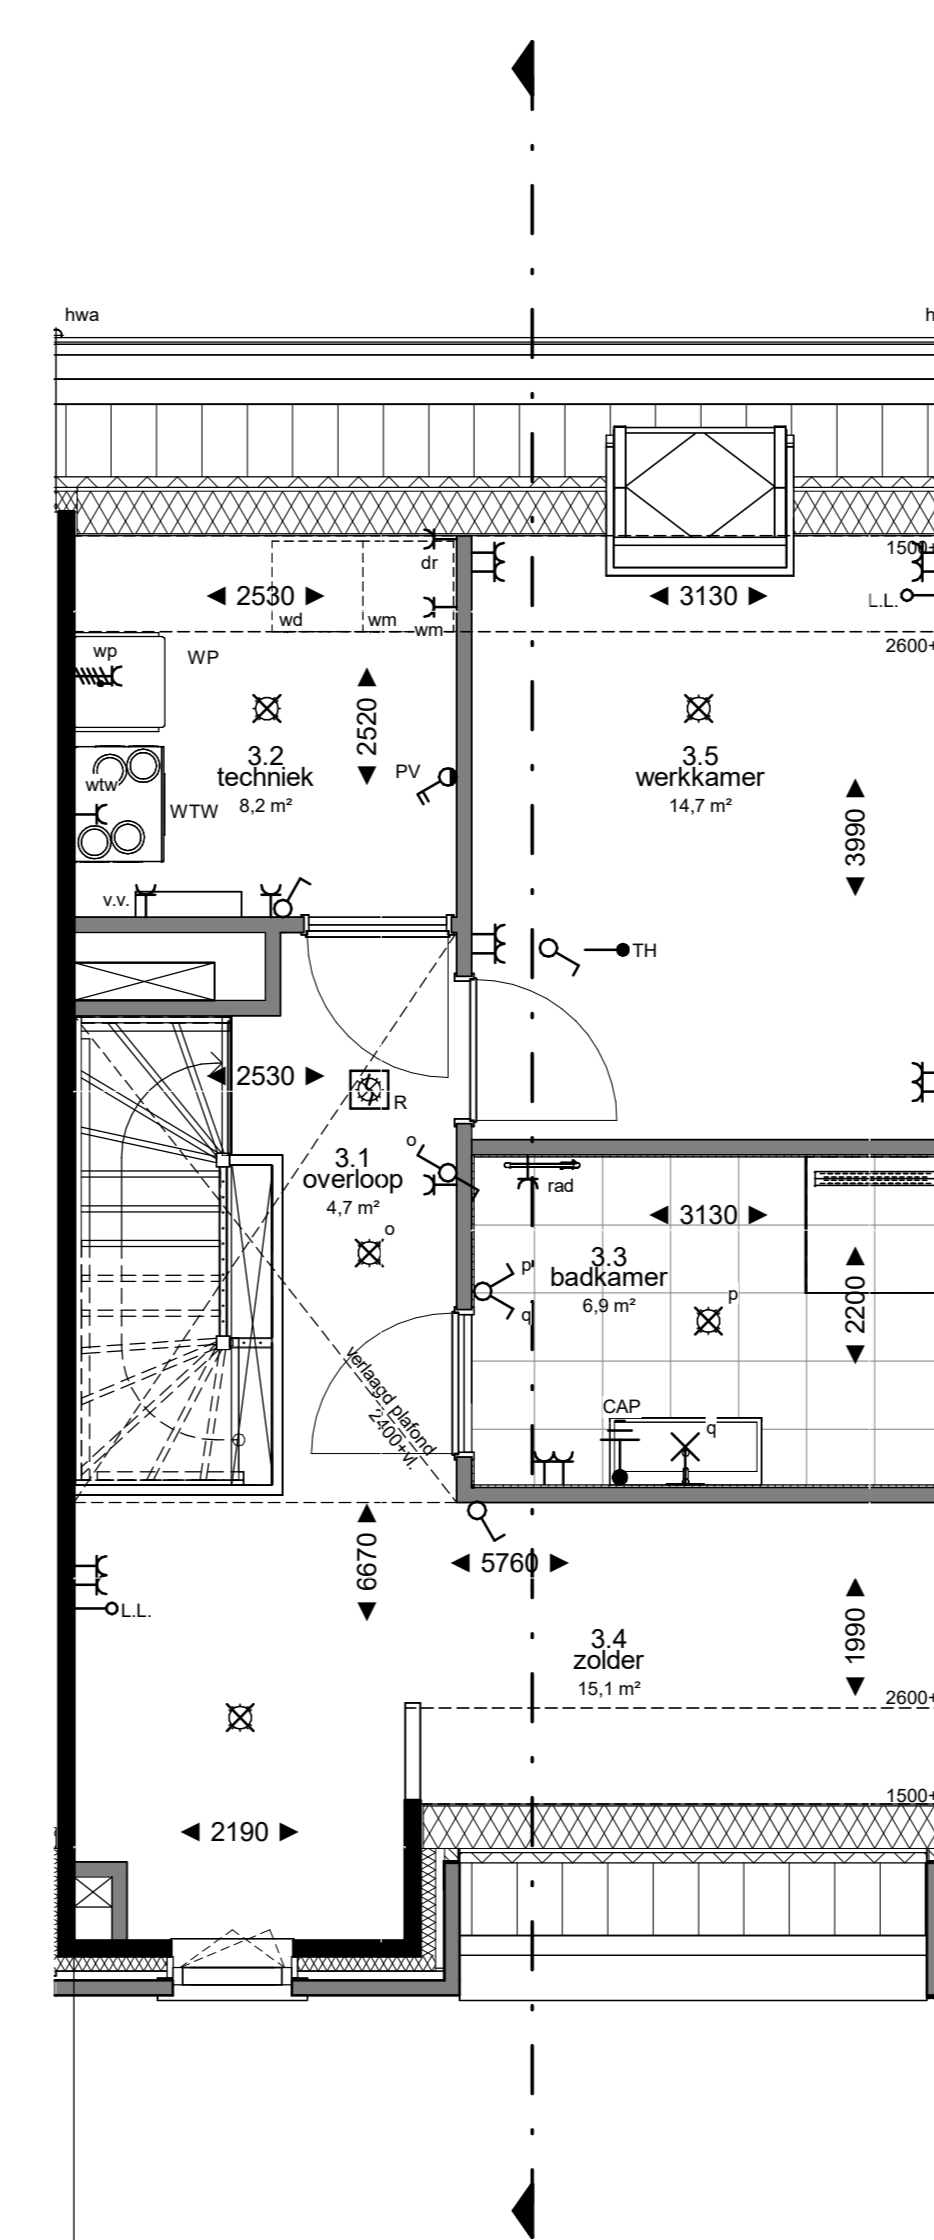 hwa
h
1500+
dr
2530
3130
L.L.
wd
wm
wm
2600+
wp
WP
2520
3.2
techniek
8,2 m²
PV
3.5
werkkamer
14,7 m²
wtw
WTW
3990
v.v.
TH
2530
R
o
3.1
overloop
4,7 m²
rad
3130
o
p
3.3
badkamer
6,9 m²
q
p
2200
verlaagd plafond
2400+vl.
CAP
q
6670
5760
L.L.
1990
3.4
zolder
15,1 m²
2600+
1500+
2190